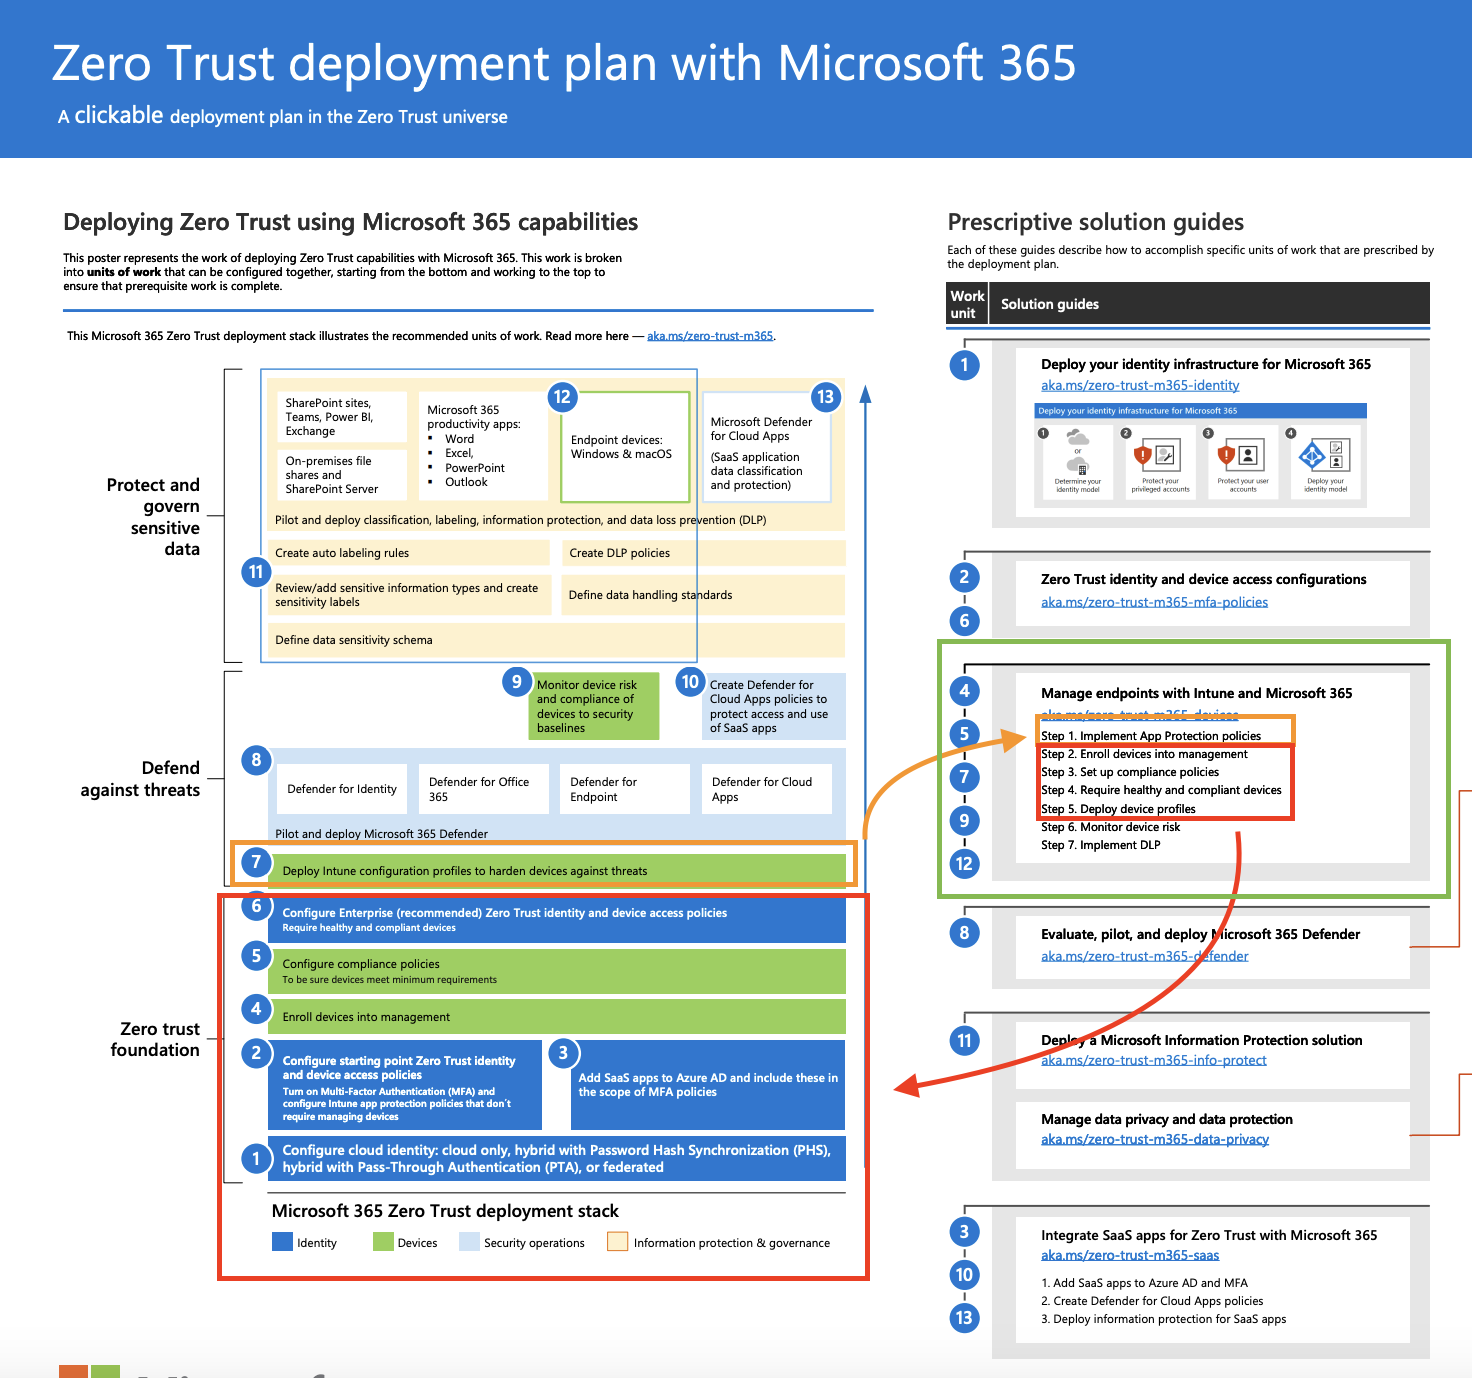 Zero Trust deployment plan with Microsoft 365
A clickable deployment plan in the Zero Trust universe
Deploying Zero Trust using Microsoft 365 capabilities
This poster represents the work of deploying Zero Trust capabilities with Microsoft 365. This work is broken
into units of work that can be configured together, starting from the bottom and working to the top to
ensure that prerequisite work is complete.
This Microsoft 365 Zero Trust deployment stack illustrates the recommended units of work. Read more here — aka.ms/zero-trust-m365.
Protect and
govern
sensitive
data
SharePoint sites,
Teams, Power BI,
Exchange
On-premises file
shares and
SharePoint Server
Microsoft 365
productivity apps:
▪ Word
▪ Excel,
▪ PowerPoint
▪ Outlook
12
Endpoint devices:
Windows & macOS
13
Microsoft Defender
for Cloud Apps
(SaaS application
data classification
and protection)
Pilot and deploy classification, labeling, information protection, and data loss prevention (DLP)
11
Create auto labeling rules
Create DLP policies
Review/add sensitive information types and create
sensitivity labels
Define data handling standards
Define data sensitivity schema
Defend
against threats
9
Monitor device risk
and compliance of
devices to security
baselines
10
Create Defender for
Cloud Apps policies to
protect access and use
of SaaS apps
8
Defender for Identity
Defender for Office
365
Defender for
Endpoint
Defender for Cloud
Apps
Pilot and deploy Microsoft 365 Defender
7
Deploy Intune configuration profiles to harden devices against threats
Zero trust
foundation
6
Configure Enterprise (recommended) Zero Trust identity and device access policies
Require healthy and compliant devices
5
Configure compliance policies
To be sure devices meet minimum requirements
4
Enroll devices into management
2
Configure starting point Zero Trust identity
and device access policies
Turn on Multi-Factor Authentication (MFA) and
configure Intune app protection policies that don't
require managing devices
3
Add SaaS apps to Azure AD and include these in
the scope of MFA policies
1
Configure cloud identity: cloud only, hybrid with Password Hash Synchronization (PHS),
hybrid with Pass-Through Authentication (PTA), or federated
Microsoft 365 Zero Trust deployment stack
Identity
Devices
Security operations
Information protection & governance
Prescriptive solution guides
Each of these guides describe how to accomplish specific units of work that are prescribed by
the deployment plan.
Work
unit
Solution guides
1
Deploy your identity infrastructure for Microsoft 365
aka.ms/zero-trust-m365-identity
Deploy your identity infrastructure for Microsoft 365
1
or
Determine your
identity model
2
Protect your
privileged accounts
3
Protect your user
accounts
4
Deploy your
identity model
2
6
Zero Trust identity and device access configurations
aka.ms/zero-trust-m365-mfa-policies
4
5
7
9
12
Manage endpoints with Intune and Microsoft 365
aka.ms/zero-trust-m365-devices
Step 1. Implement App Protection policies
Step 2. Enroll devices into management
Step 3. Set up compliance policies
Step 4. Require healthy and compliant devices
Step 5. Deploy device profiles
Step 6. Monitor device risk
Step 7. Implement DLP
8
Evaluate, pilot, and deploy Microsoft 365 Defender
aka.ms/zero-trust-m365-defender
11
Deploy a Microsoft Information Protection solution
aka.ms/zero-trust-m365-info-protect
Manage data privacy and data protection
aka.ms/zero-trust-m365-data-privacy
3
10
13
Integrate SaaS apps for Zero Trust with Microsoft 365
aka.ms/zero-trust-m365-saas
1. Add SaaS apps to Azure AD and MFA
2. Create Defender for Cloud Apps policies
3. Deploy information protection for SaaS apps